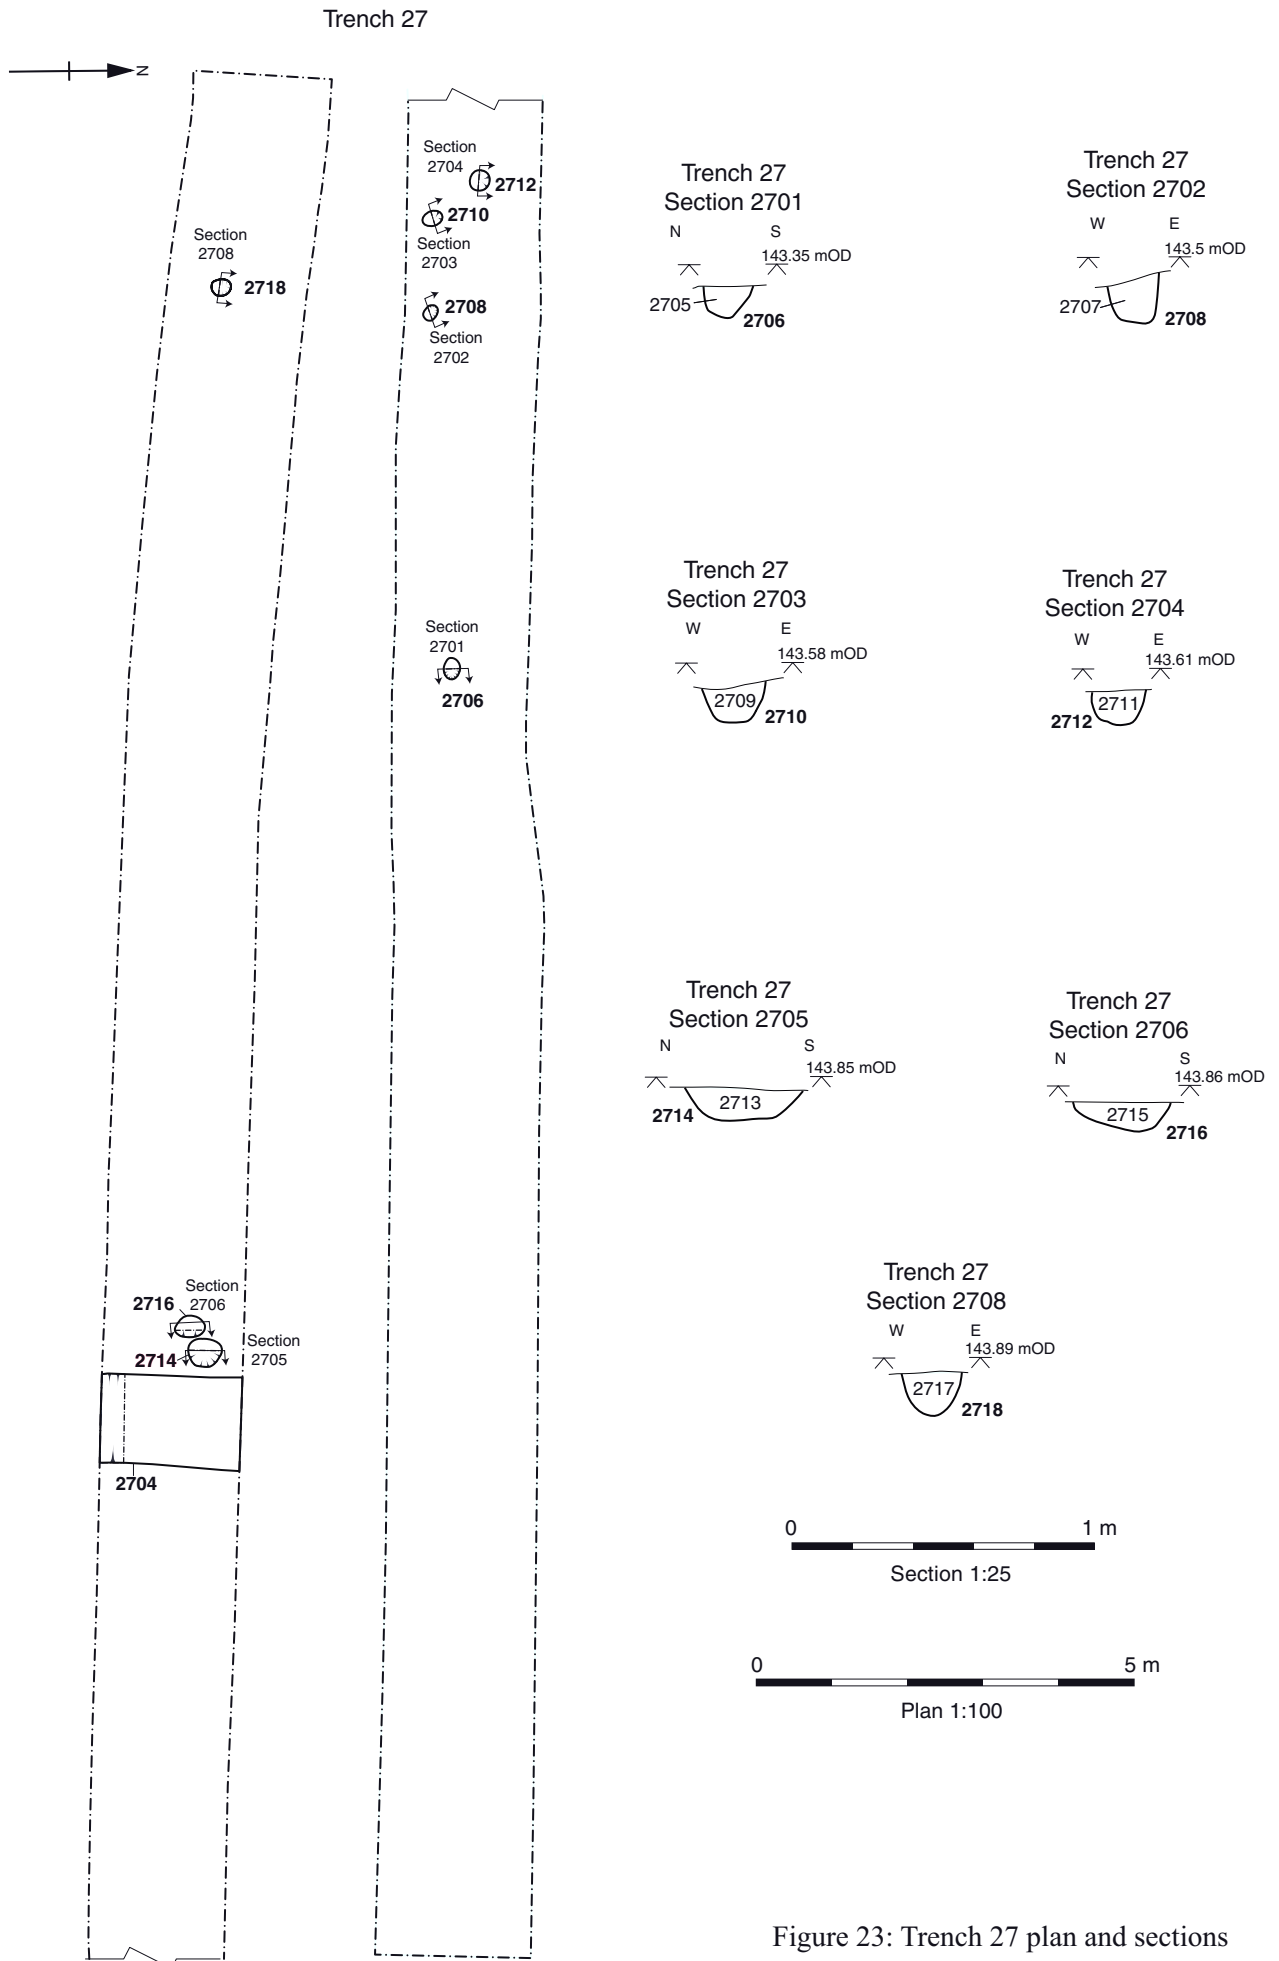 Trench 27
N
Section
2704
2712
2710
Section
2703
Section
2708
2718
2708
Section
2702
Section
2701
2706
Section
2706
2716
Section
2705
2714
2704
Trench 27
Section 2701
N S
143.35 mOD
2705
2706
Trench 27
Section 2702
W E
143.5 mOD
2707
2708
Trench 27
Section 2703
W E
143.58 mOD
2709
2710
Trench 27
Section 2704
W E
143.61 mOD
2711
2712
Trench 27
Section 2705
N S
143.85 mOD
2713
2714
Trench 27
Section 2706
N S
143.86 mOD
2715
2716
Trench 27
Section 2708
W E
143.89 mOD
2717
2718
0 1 m
Section 1:25
0 5 m
Plan 1:100
Figure 23: Trench 27 plan and sections